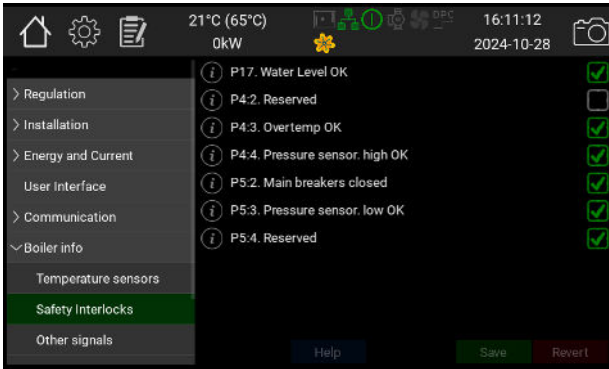 21°C (65°C)
0kW
DPC
16:11:12
2024-10-28
> Regulation
> Installation
> Energy and Current
User Interface
> Communication
Boiler info
Temperature sensors
Safety Interlocks
Other signals
P17. Water Level OK
P4:2. Reserved
P4:3. Overtemp OK
P4:4. Pressure sensor. high OK
P5:2. Main breakers closed
P5:3. Pressure sensor. low OK
P5:4. Reserved
Help
Save
Revert